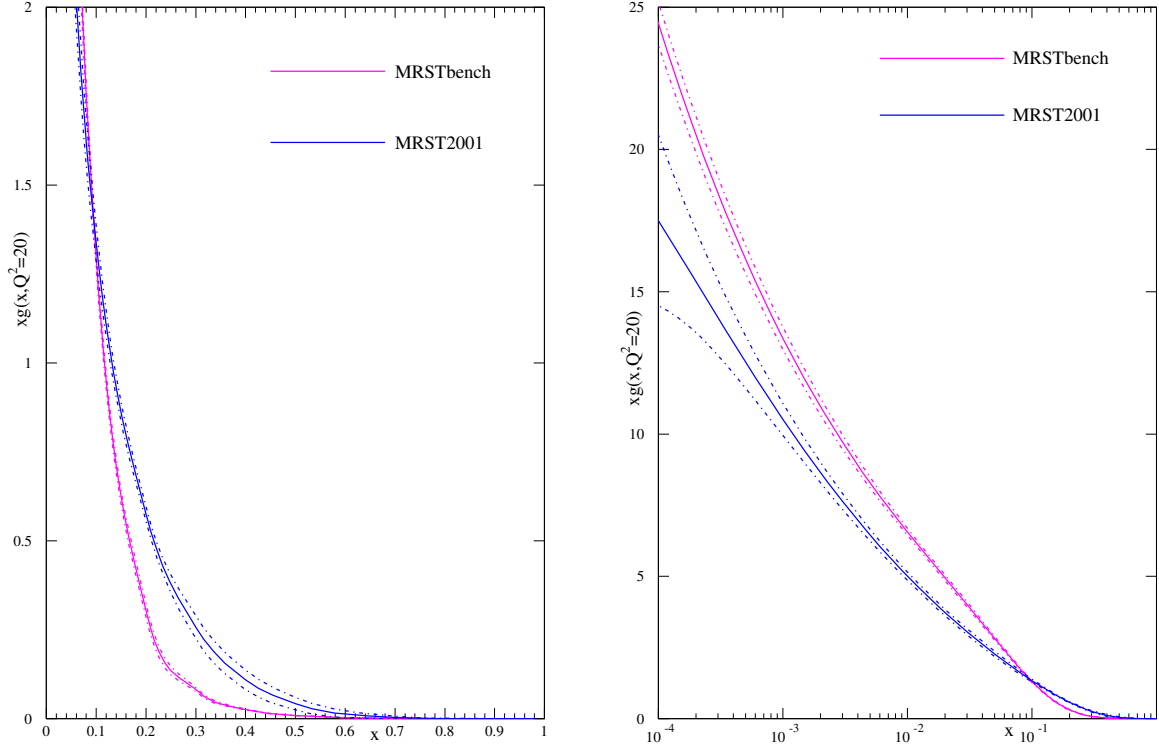 2
1.5
1
0.5
0
xg(x,Q²=20)
MRSTbench
MRST2001
0 0.1 0.2 0.3 0.4 0.5 0.6 0.7 0.8 0.9 1
x
25
20
15
10
5
0
xg(x,Q²=20)
MRSTbench
MRST2001
10⁻⁴ 10⁻³ 10⁻² 10⁻¹
x